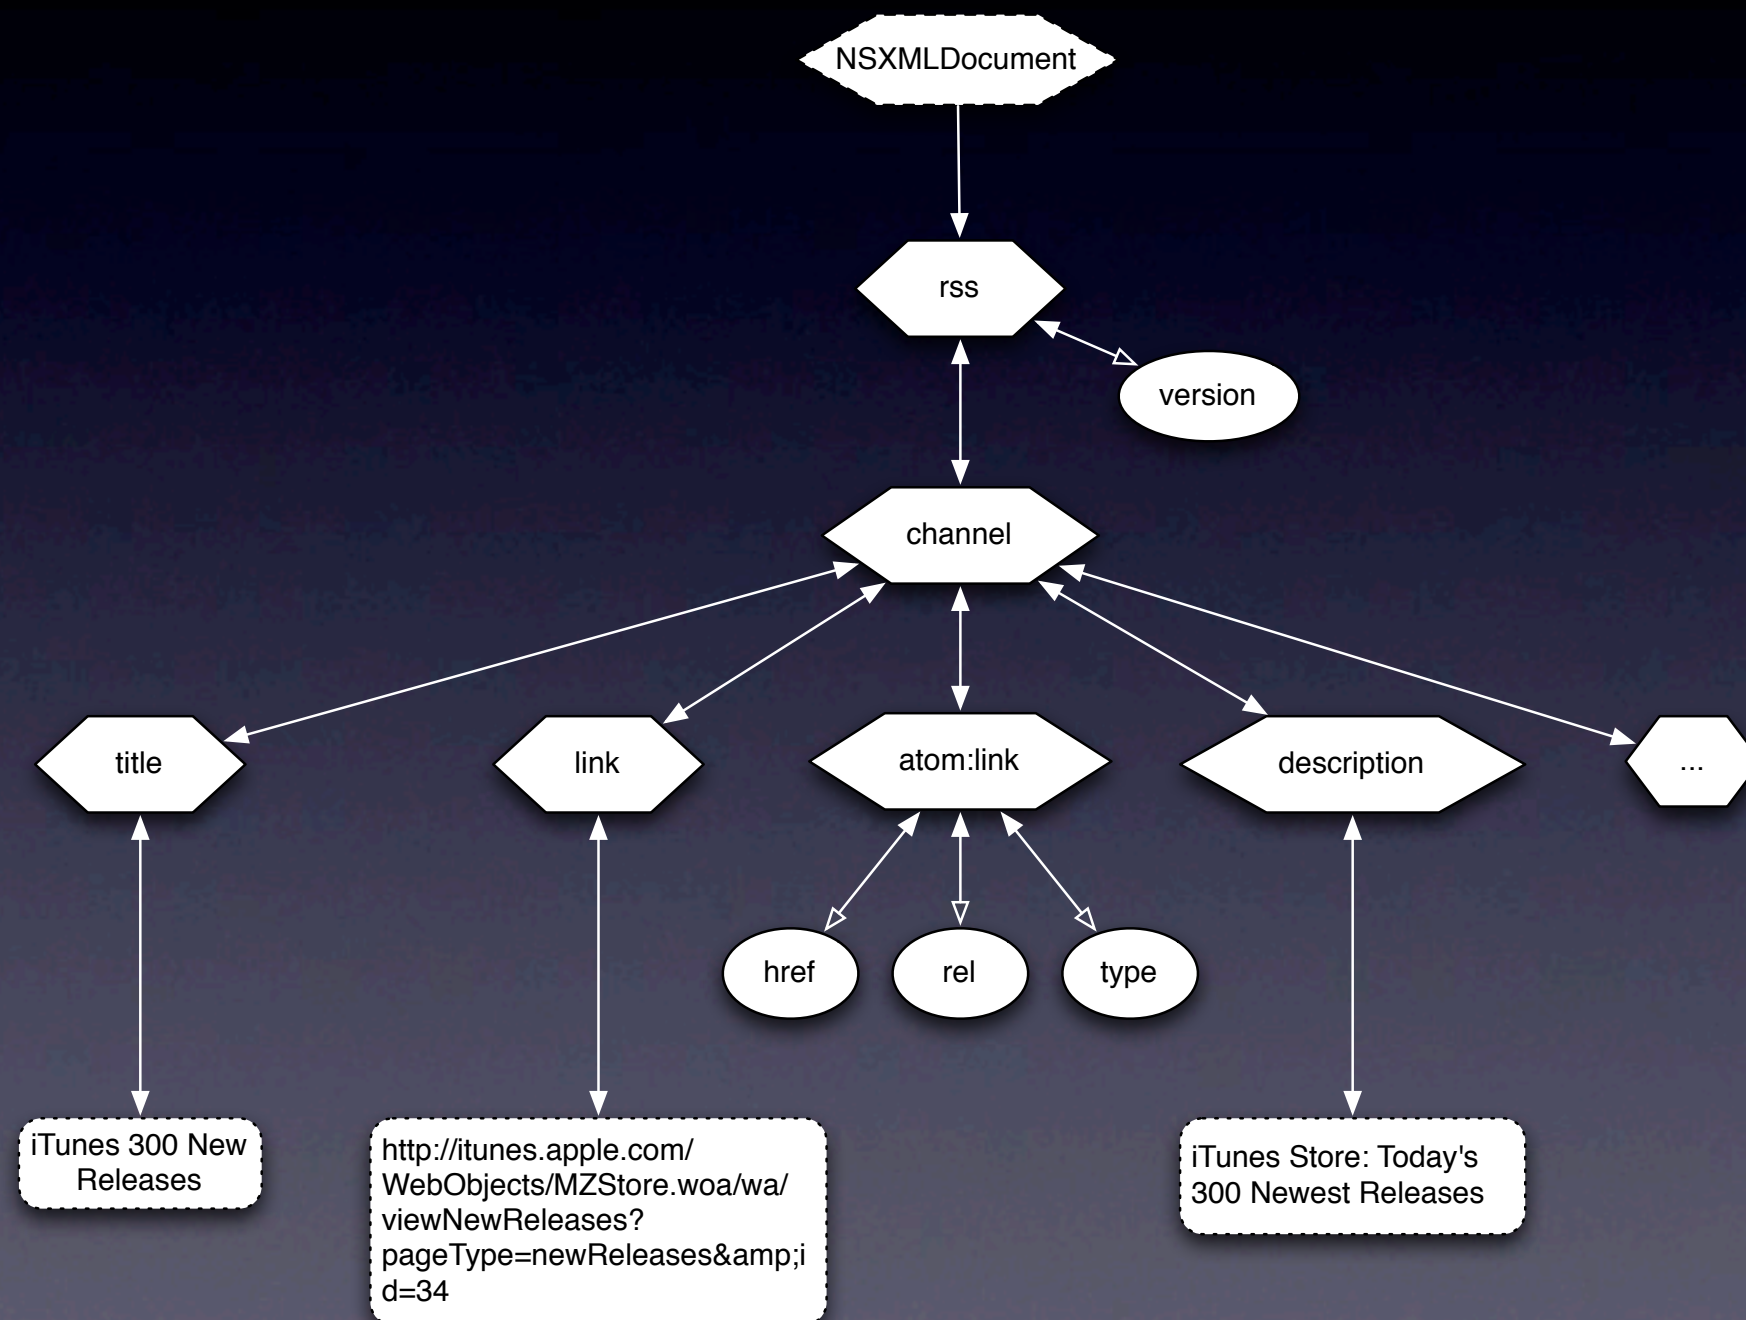 NSXMLDocument
rss
version
channel
title
link
atom:link
description
...
href
rel
type
iTunes 300 New
Releases
http://itunes.apple.com/
WebObjects/MZStore.woa/wa/
viewNewReleases?
pageType=newReleases&amp;i
d=34
iTunes Store: Today's
300 Newest Releases